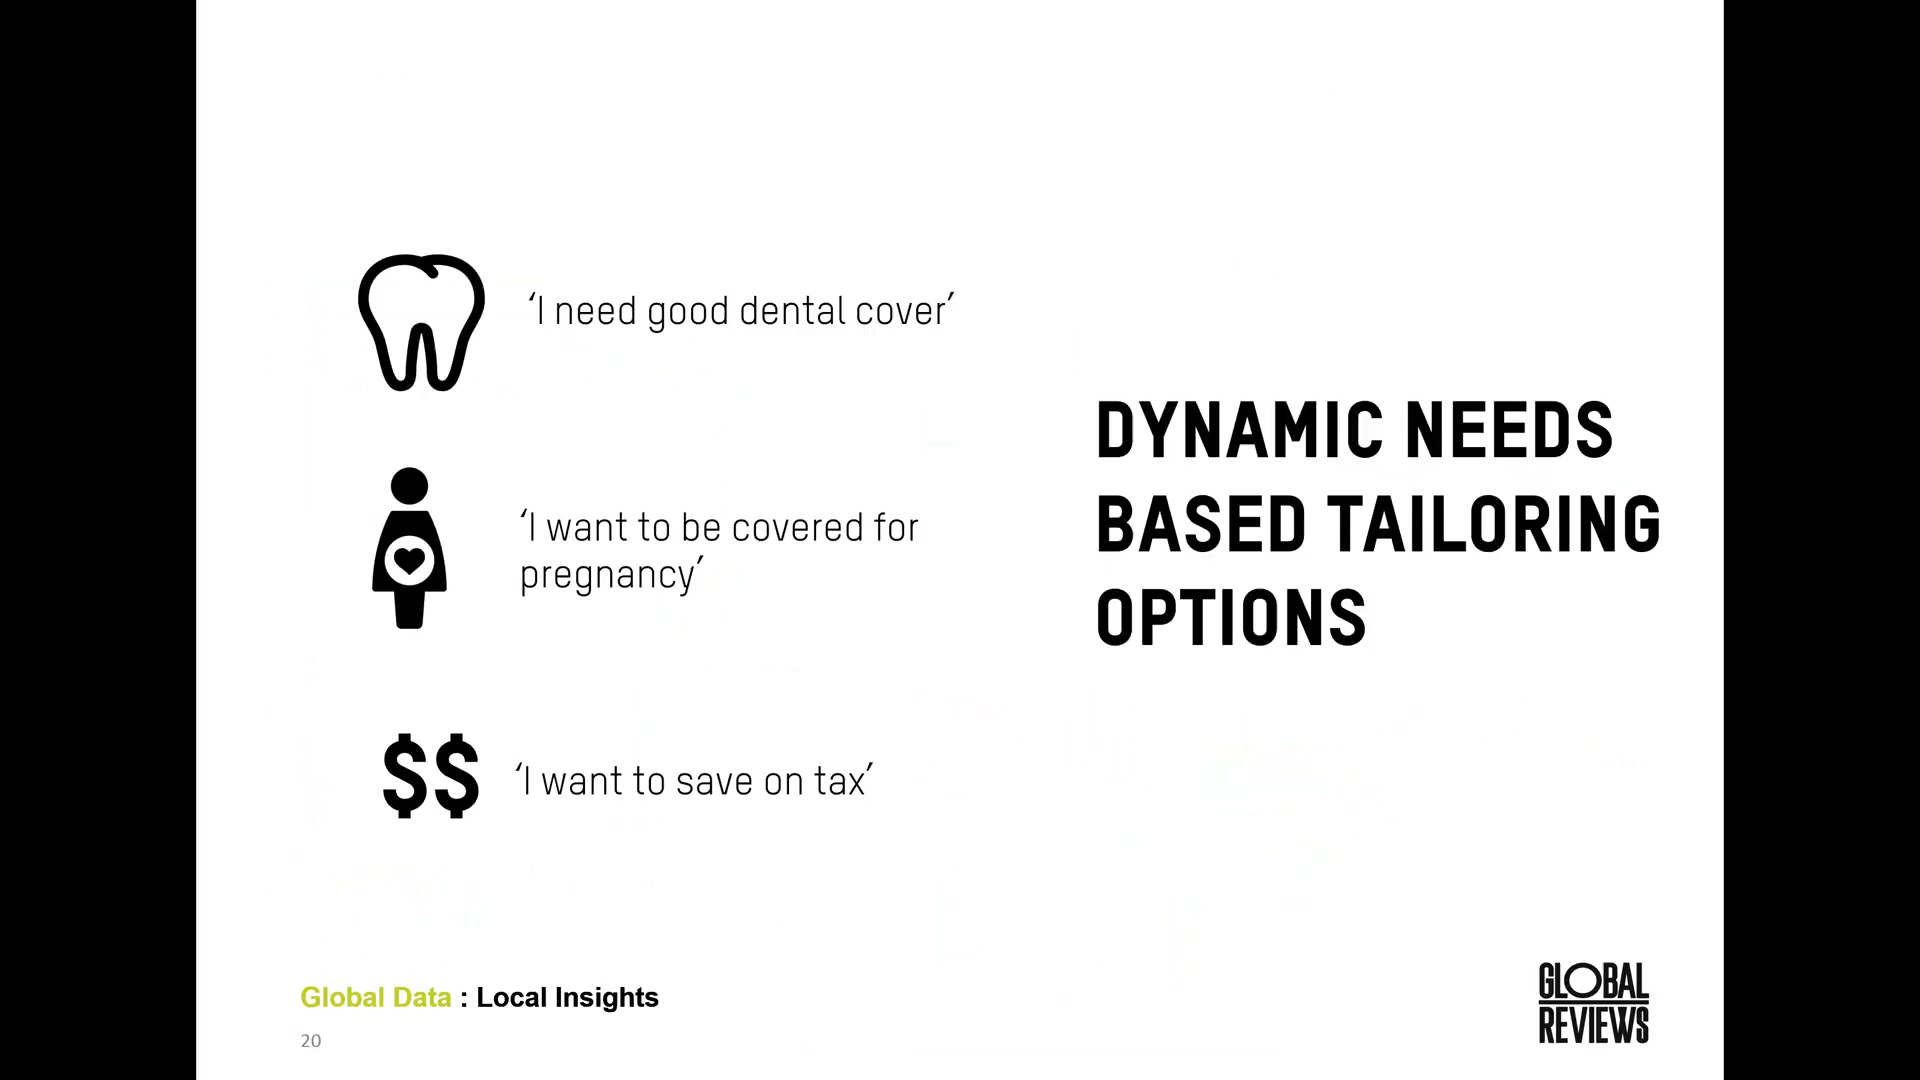 ‘I need good dental cover’
‘I want to be covered for
pregnancy’
$$
‘I want to save on tax’
DYNAMIC NEEDS
BASED TAILORING
OPTIONS
Global Data : Local Insights
20
GLOBAL
REVIEWS